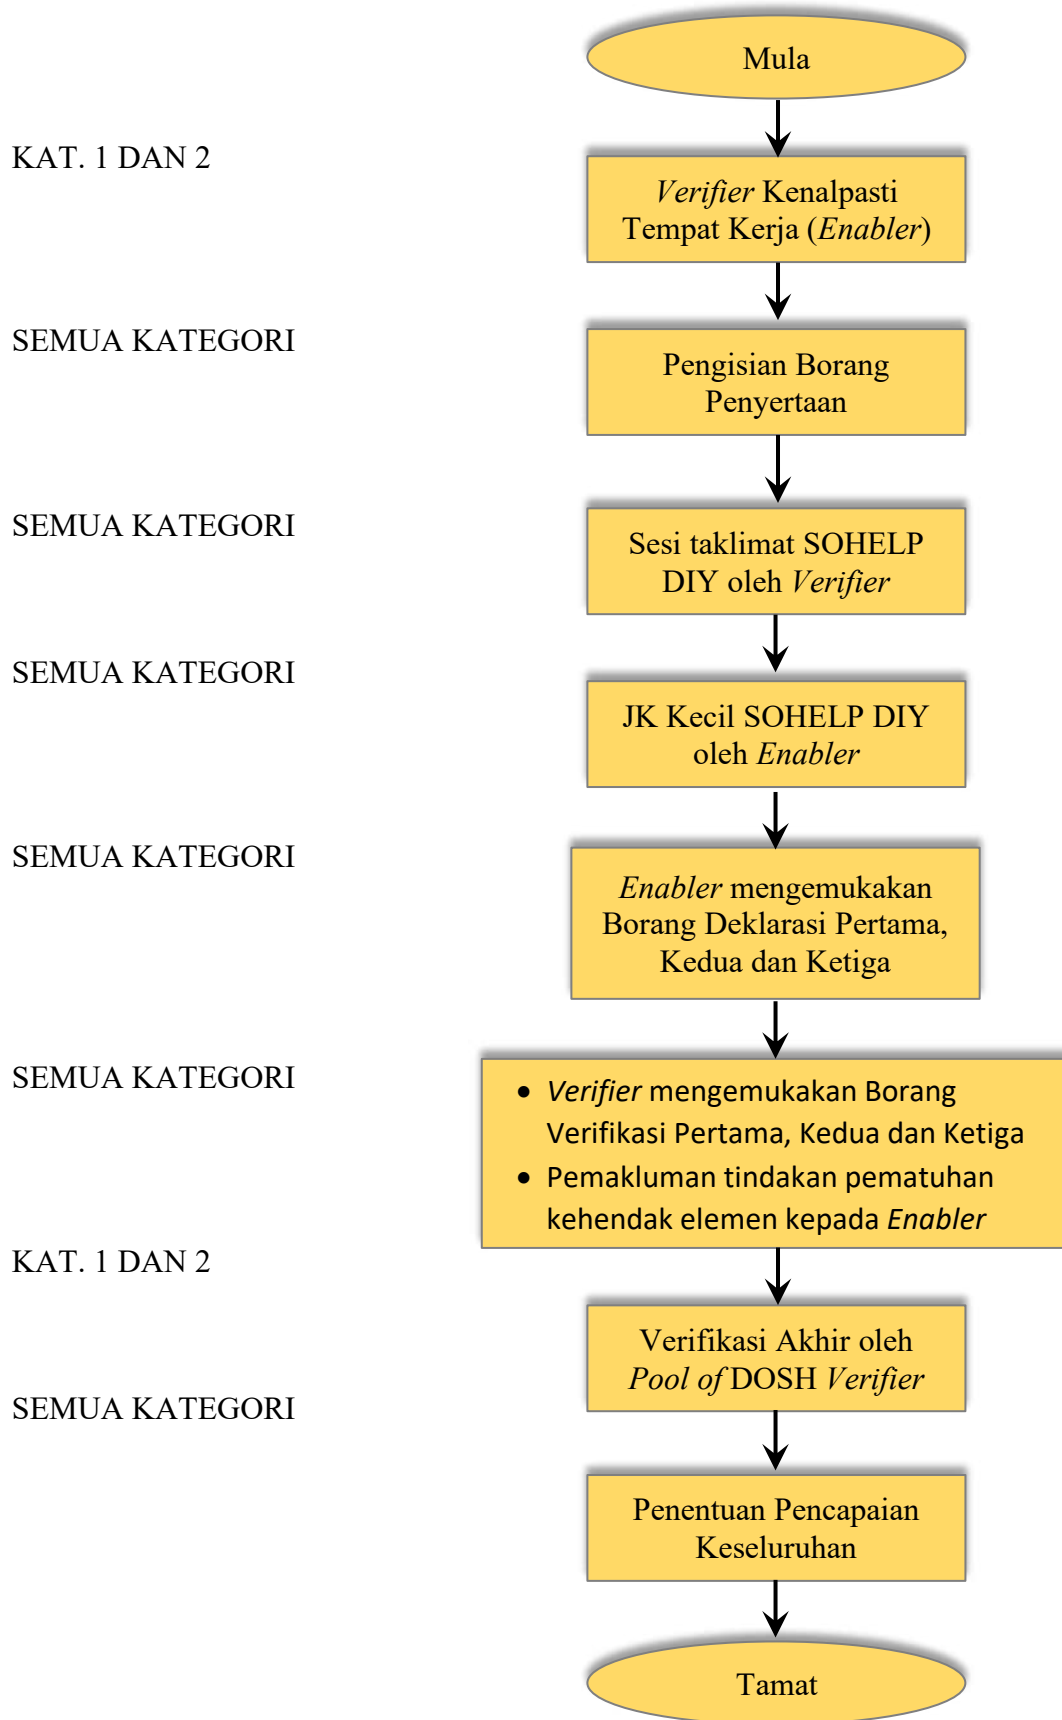 Mula
KAT. 1 DAN 2
Verifier Kenalpasti
Tempat Kerja (Enabler)
SEMUA KATEGORI
Pengisian Borang
Penyertaan
SEMUA KATEGORI
Sesi taklimat SOHELP
DIY oleh Verifier
SEMUA KATEGORI
JK Kecil SOHELP DIY
oleh Enabler
SEMUA KATEGORI
Enabler mengemukakan
Borang Deklarasi Pertama,
Kedua dan Ketiga
SEMUA KATEGORI
• Verifier mengemukakan Borang
Verifikasi Pertama, Kedua dan Ketiga
• Pemakluman tindakan pematuhan
kehendak elemen kepada Enabler
KAT. 1 DAN 2
Verifikasi Akhir oleh
Pool of DOSH Verifier
SEMUA KATEGORI
Penentuan Pencapaian
Keseluruhan
Tamat